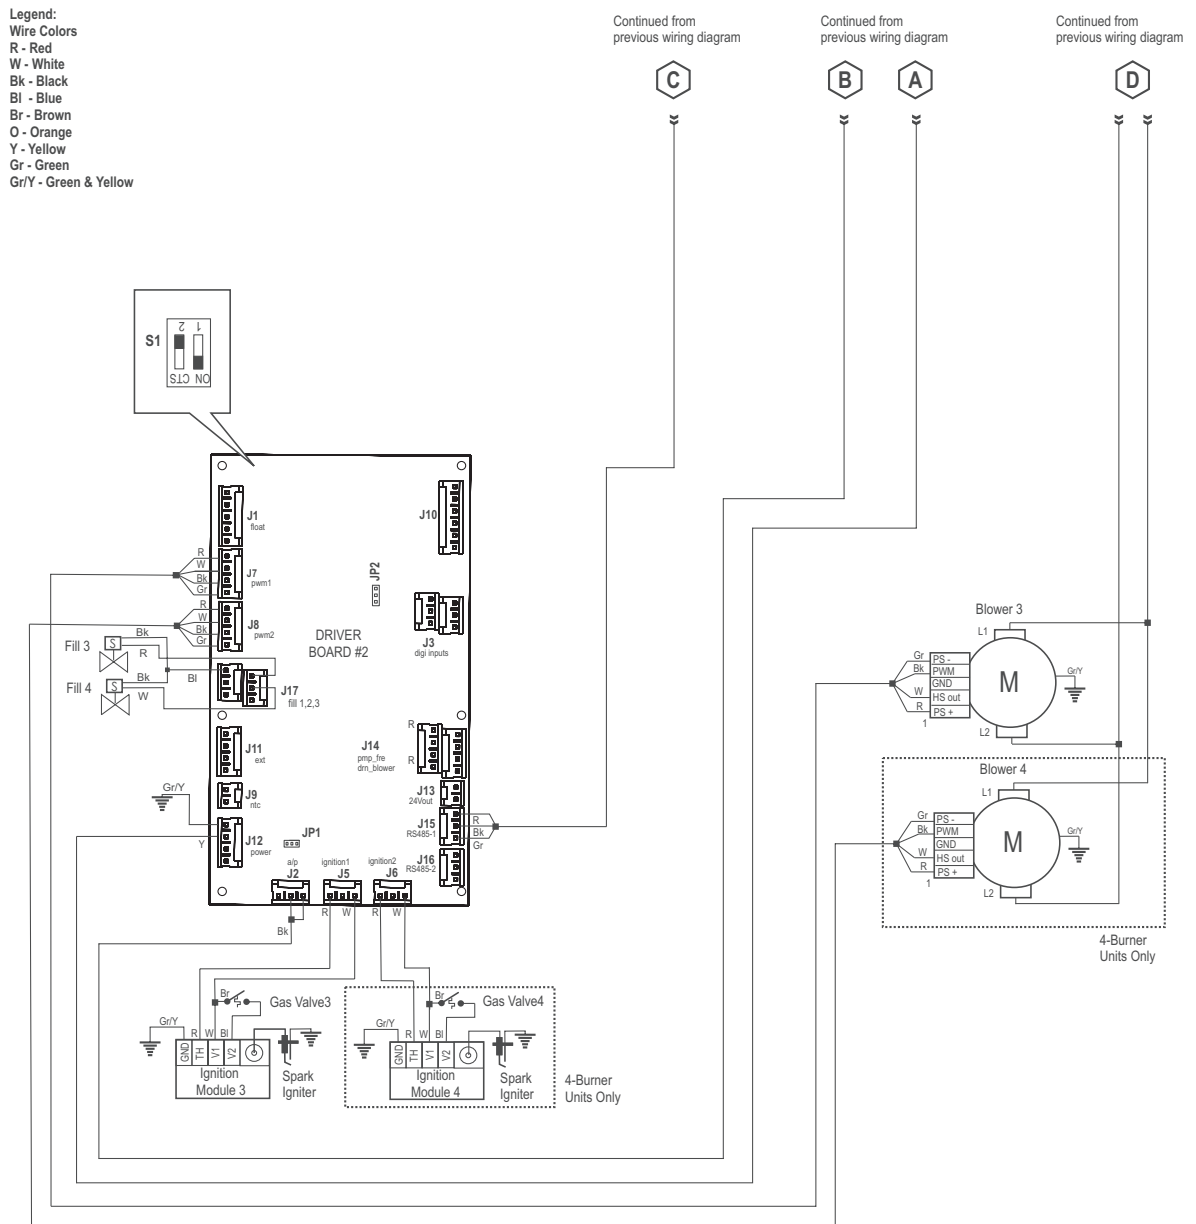 Legend:
Wire Colors
R - Red
W - White
Bk - Black
Bl - Blue
Br - Brown
O - Orange
Y - Yellow
Gr - Green
Gr/Y - Green & Yellow
Continued from
previous wiring diagram
C
Continued from
previous wiring diagram
B
A
Continued from
previous wiring diagram
D
S1
2 1
CTS ON
J1
float
J10
R
W
Bk
Gr
J7
pwm1
JP2
R
W
Bk
Gr
J8
pwm2
J3
digi inputs
DRIVER
BOARD #2
Fill 3
S
Bk
R
Fill 4
S
Bk
W
Bl
J17
fill 1,2,3
J11
ext
J14
pmp_fre
drn_blower
R
R
J9
ntc
J13
24Vout
Gr/Y
Y
J12
power
JP1
J15
RS485-1
R
Bk
Gr
J16
RS485-2
a/p
J2
ignition1
J5
ignition2
J6
Bk
R W
R W
Blower 3
L1
M
L2
Gr/Y
Gr
Bk
W
R
1
PS -
PWM
GND
HS out
PS +
Blower 4
L1
M
L2
Gr/Y
Gr
Bk
W
R
1
PS -
PWM
GND
HS out
PS +
4-Burner
Units Only
Br
Gas Valve3
Gr/Y
R W Bl
GND
TH
V1
V2
Ignition
Module 3
Spark
Igniter
Br
Gas Valve4
Gr/Y
R W Bl
GND
TH
V1
V2
Ignition
Module 4
Spark
Igniter
4-Burner
Units Only